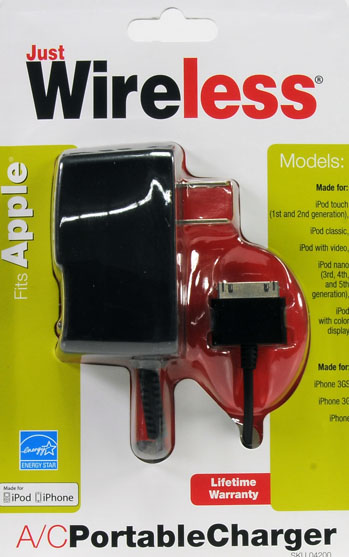 Just
Wireless®
Fits Apple®
Models:
Made for:
iPod touch
(1st and 2nd generation),
iPod classic,
iPod with video,
iPod nano
(3rd, 4th,
and 5th
generation),
iPod
with color
display
Made for:
iPhone 3GS
iPhone 3G
iPhone
energy
ENERGY STAR
Made for
iPod iPhone
Lifetime
Warranty
A/CPortableCharger
SKU 04200